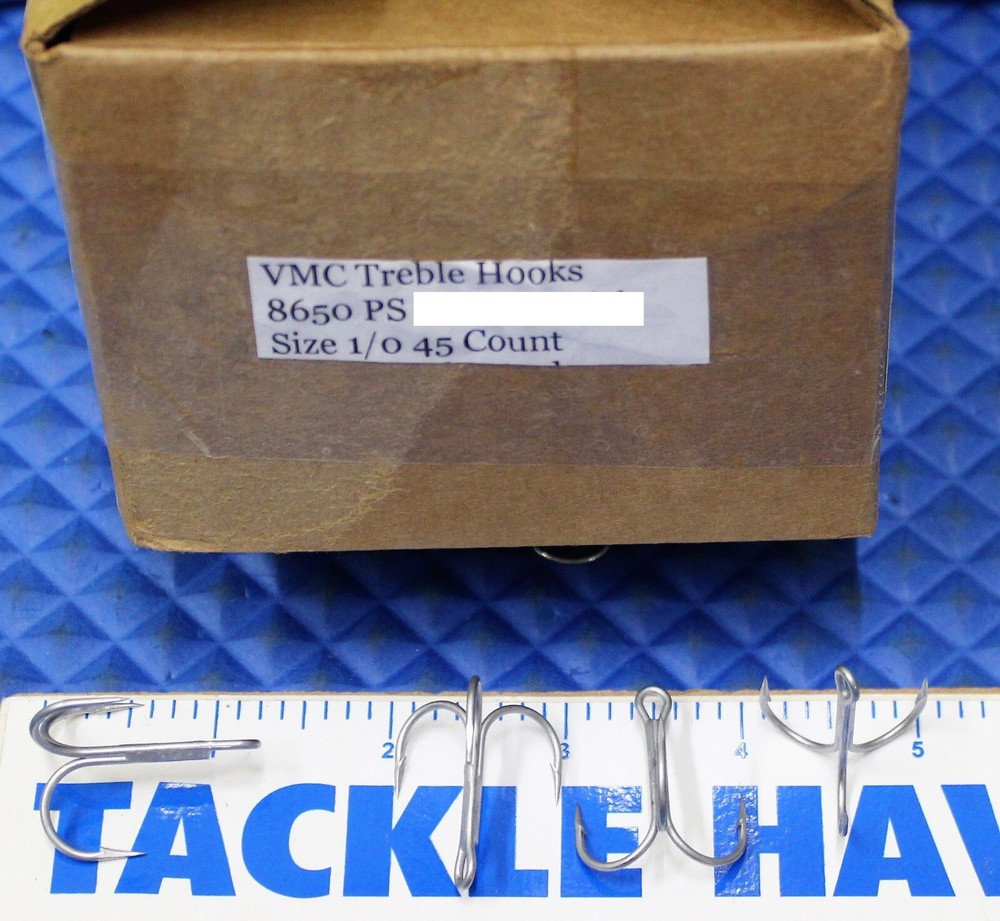 VMC Treble Hooks
8650 PS
Size 1/0 45 Count
2 3 4 5
TACKLE HAV